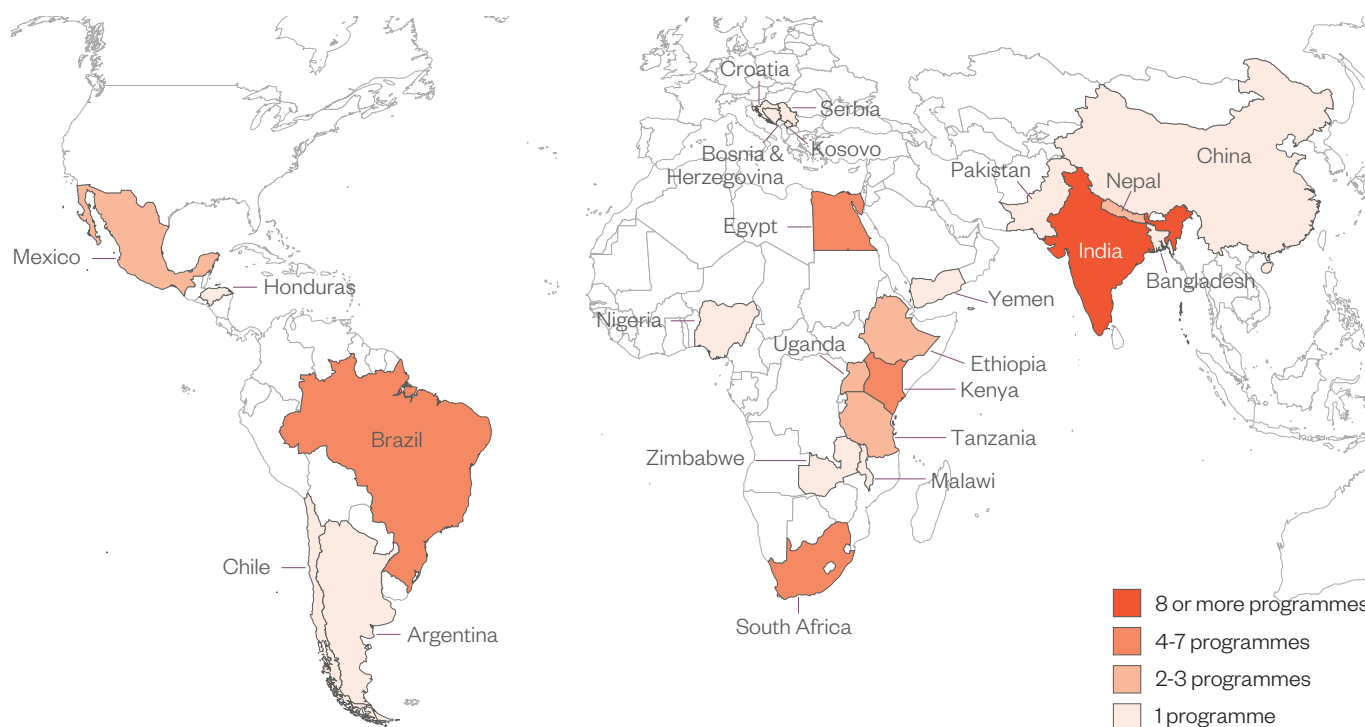 Croatia
Serbia
Bosnia &
Herzegovina
Kosovo
China
Pakistan
Nepal
Egypt
India
Mexico
Honduras
Bangladesh
Yemen
Nigeria
Uganda
Ethiopia
Kenya
Brazil
Tanzania
Zimbabwe
Malawi
Chile
South Africa
Argentina
8 or more programmes
4-7 programmes
2-3 programmes
1 programme